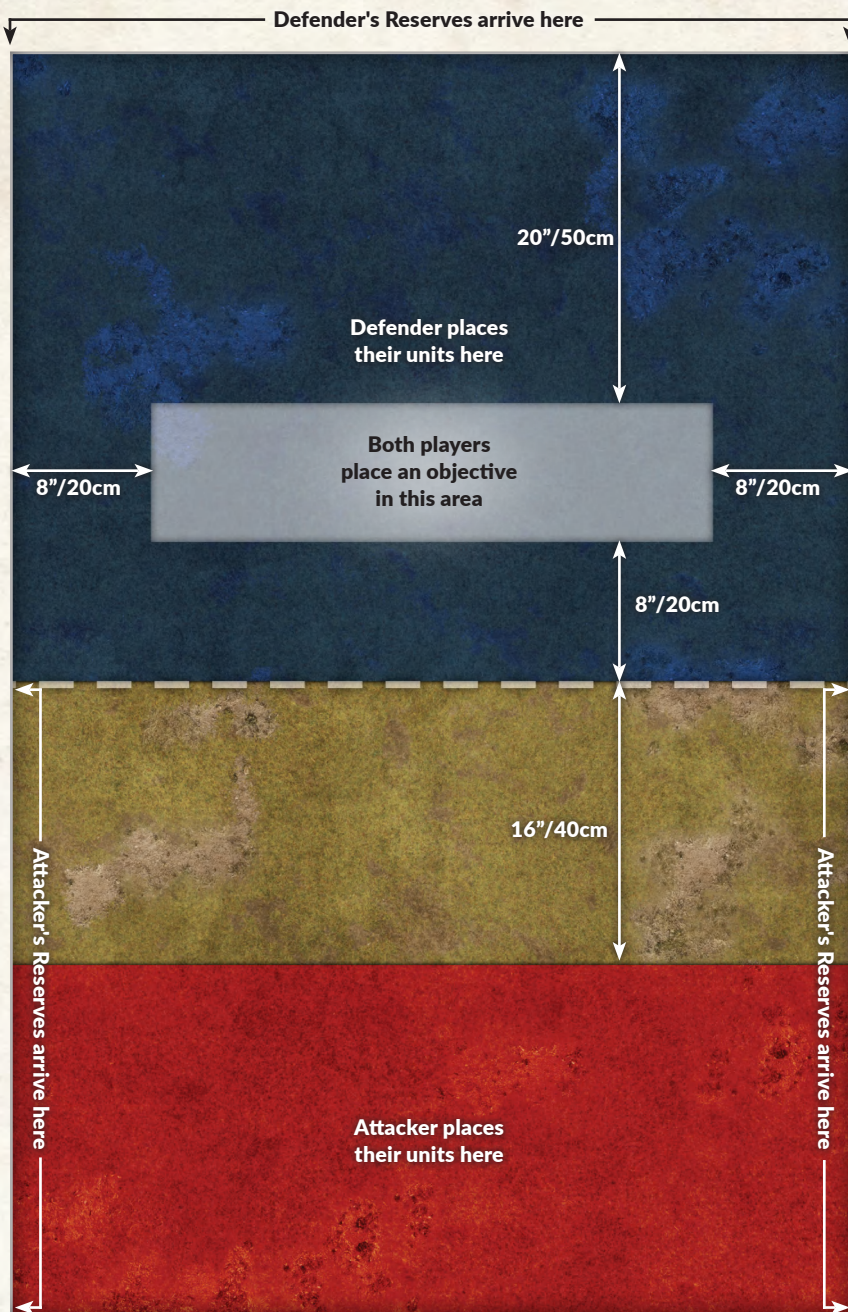 Defender's Reserves arrive here
20”/50cm
Defender places
their units here
Both players
place an objective
in this area
8”/20cm
8”/20cm
8”/20cm
16”/40cm
Attacker's Reserves arrive here
Attacker's Reserves arrive here
Attacker places
their units here